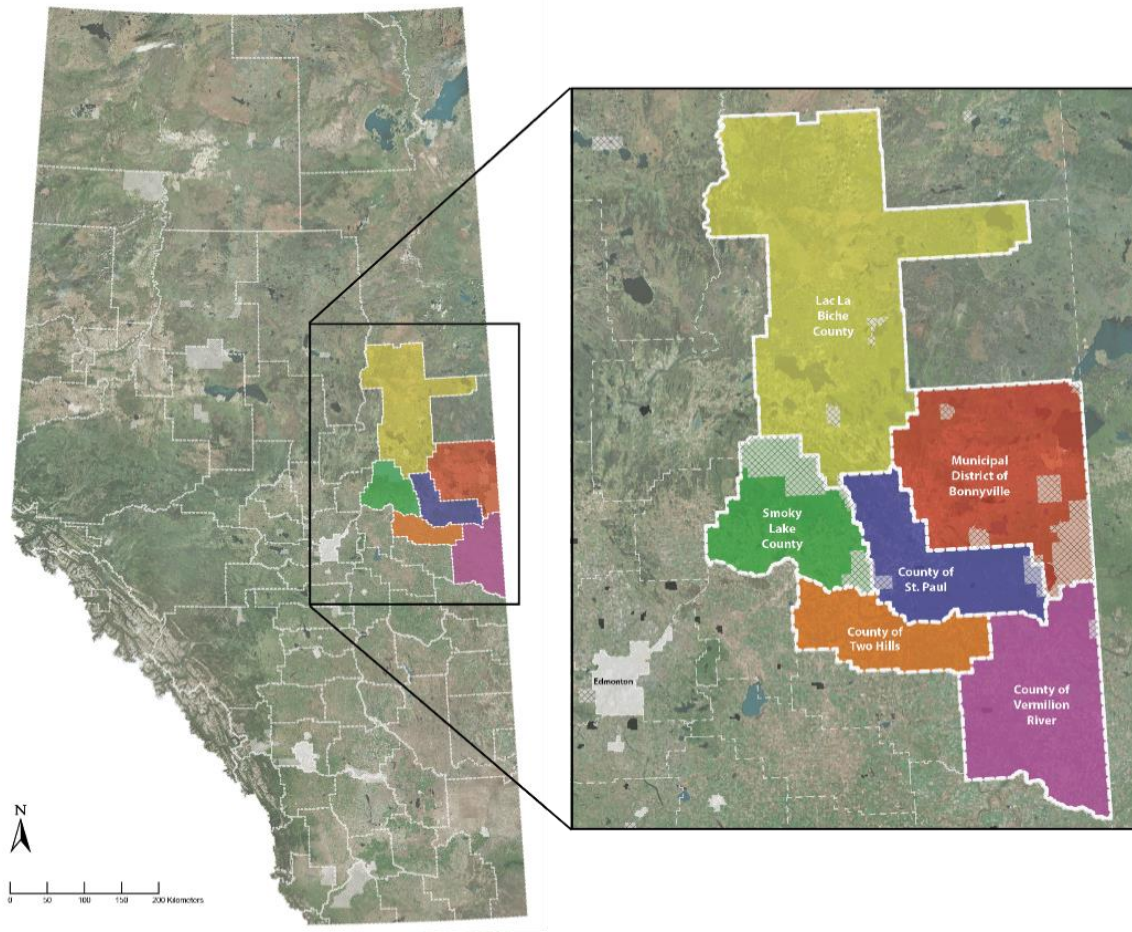 Lac La
Biche
County
Municipal
District of
Bonnyville
Smoky
Lake
County
County of
St. Paul
County of
Two Hills
Edmonton
County of
Vermilion
River
N
0 50 100 150 200 Kilometers